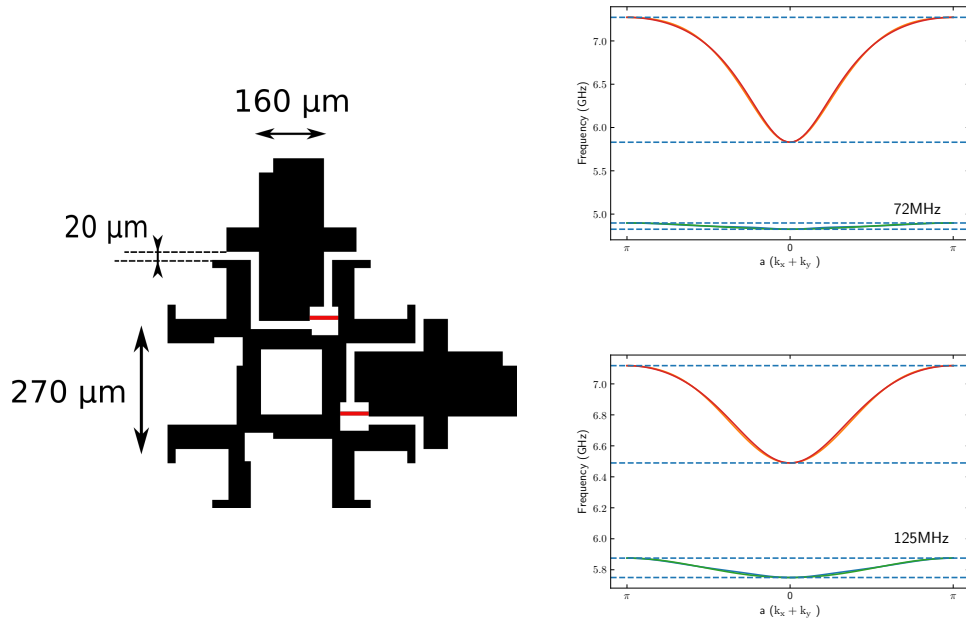 160 μm
20 μm
270 μm
Frequency (GHz)
7.0
6.5
6.0
5.5
5.0
72MHz
π
0
π
a (kx + ky )
Frequency (GHz)
7.0
6.8
6.6
6.4
6.2
6.0
5.8
125MHz
π
0
π
a (kx + ky )